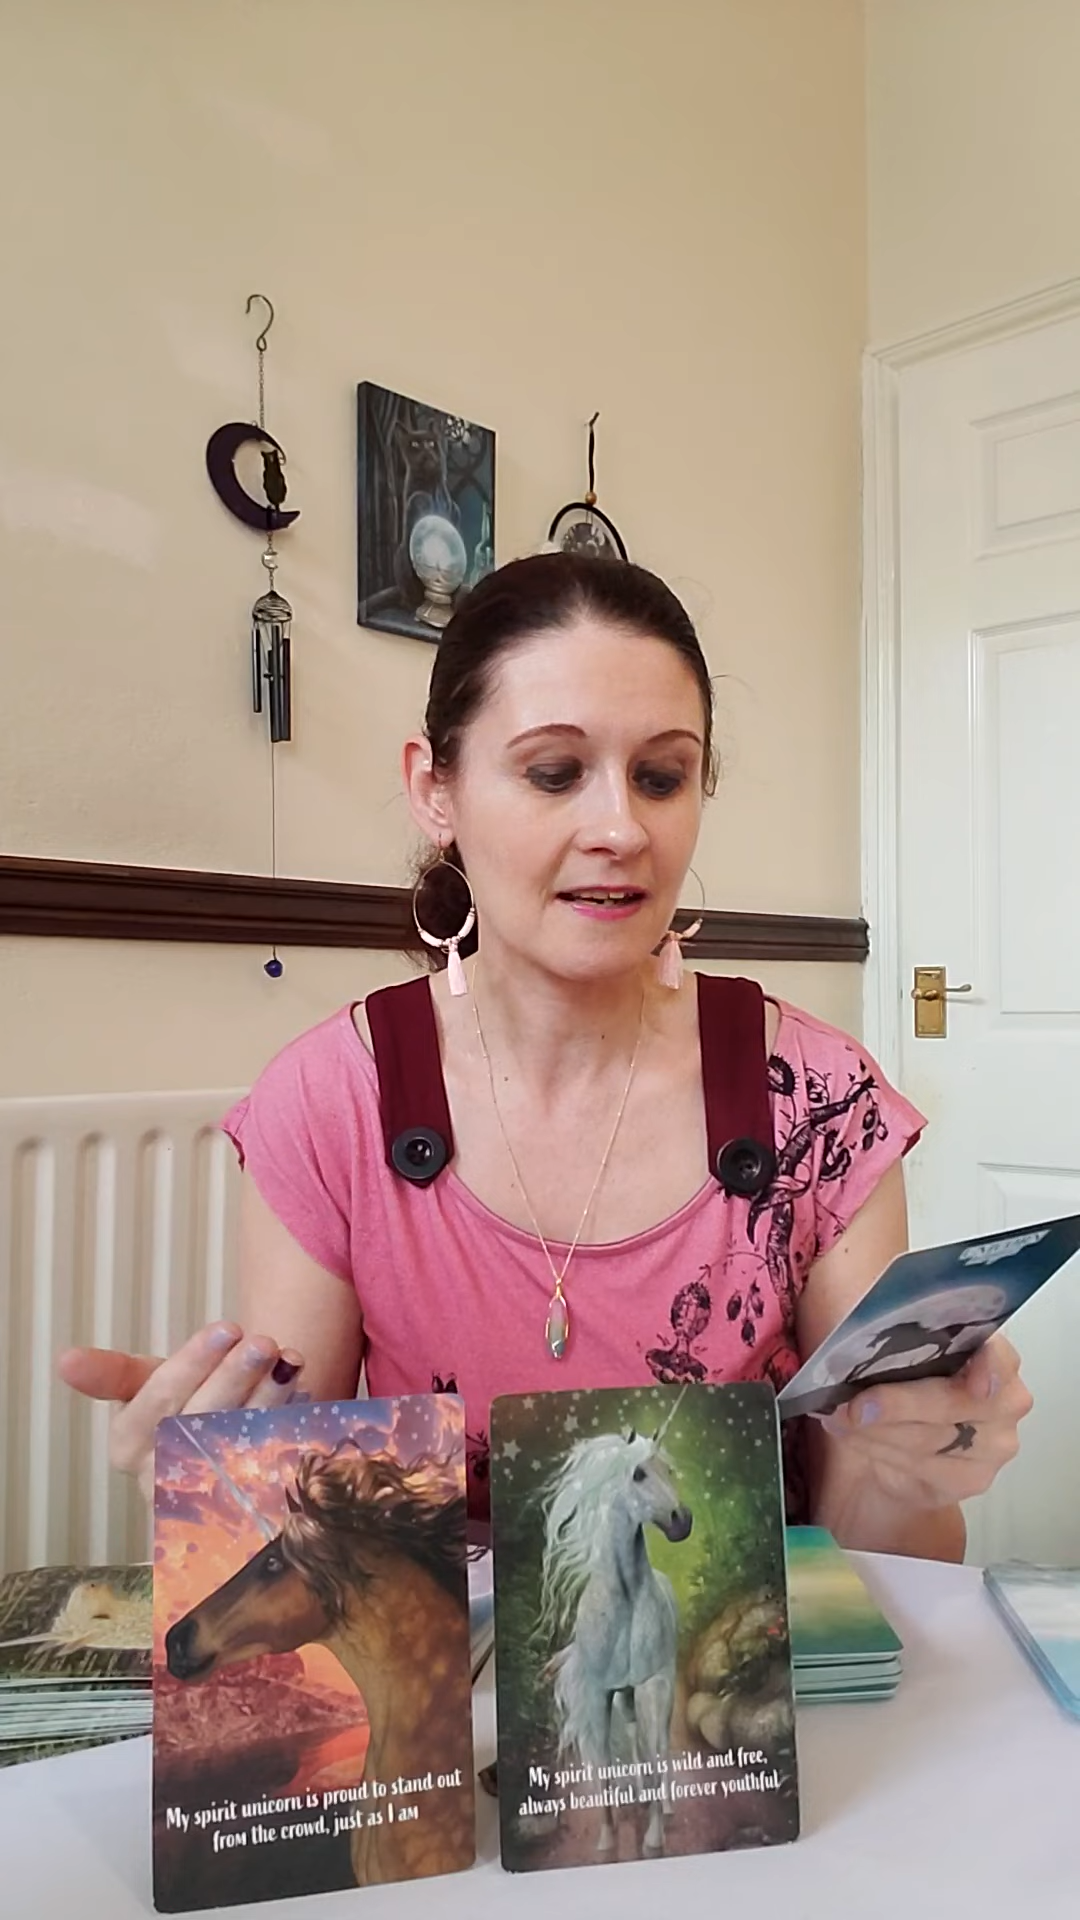 My spirit unicorn is proud to stand out
from the crowd, just as I am
My spirit unicorn is wild and free,
always beautiful and forever youthful